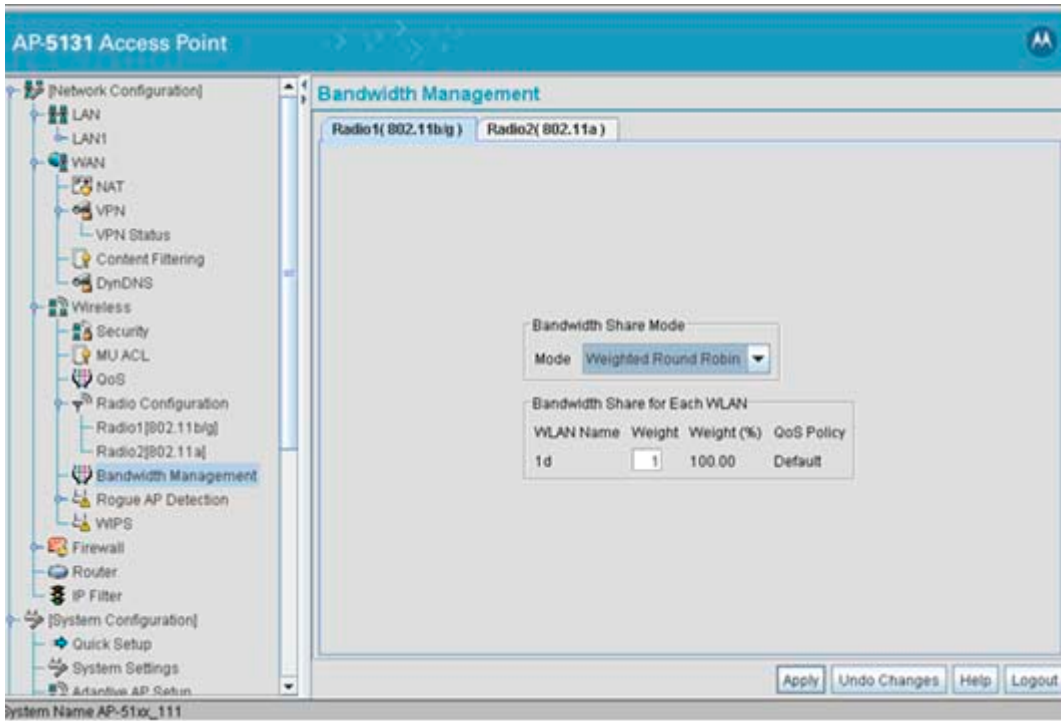 AP-5131 Access Point
[Network Configuration]
LAN
LAN1
WAN
NAT
VPN
VPN Status
Content Filtering
DynDNS
Wireless
Security
MU ACL
QoS
Radio Configuration
Radio1[802.11b/g]
Radio2[802.11a]
Bandwidth Management
Rogue AP Detection
WIPS
Firewall
Router
IP Filter
[System Configuration]
Quick Setup
System Settings
Adaptive AP Setup
Bandwidth Management
Radio1( 802.11b/g ) Radio2( 802.11a )
Bandwidth Share Mode
Mode Weighted Round Robin
Bandwidth Share for Each WLAN
WLAN Name Weight Weight (%) QoS Policy
1d 1 100.00 Default
Apply Undo Changes Help Logout
System Name AP-51xx_111